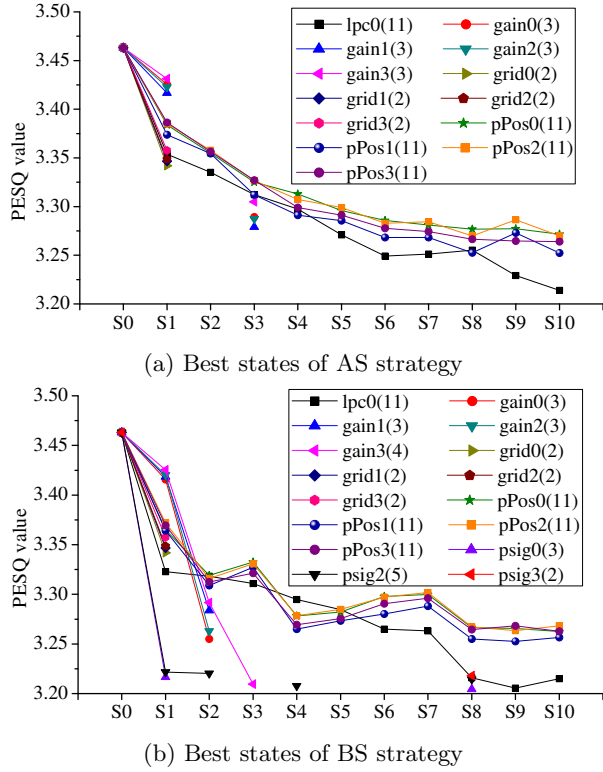 3.50
3.45
3.40
3.35
3.30
3.25
3.20
PESQ value
lpc0(11) gain0(3)
gain1(3) gain2(3)
gain3(3) grid0(2)
grid1(2) grid2(2)
grid3(2) pPos0(11)
pPos1(11) pPos2(11)
pPos3(11)
S0 S1 S2 S3 S4 S5 S6 S7 S8 S9 S10
(a) Best states of AS strategy
3.50
3.45
3.40
3.35
3.30
3.25
3.20
PESQ value
lpc0(11) gain0(3)
gain1(3) gain2(3)
gain3(4) grid0(2)
grid1(2) grid2(2)
grid3(2) pPos0(11)
pPos1(11) pPos2(11)
pPos3(11) psig0(3)
psig2(5) psig3(2)
S0 S1 S2 S3 S4 S5 S6 S7 S8 S9 S10
(b) Best states of BS strategy